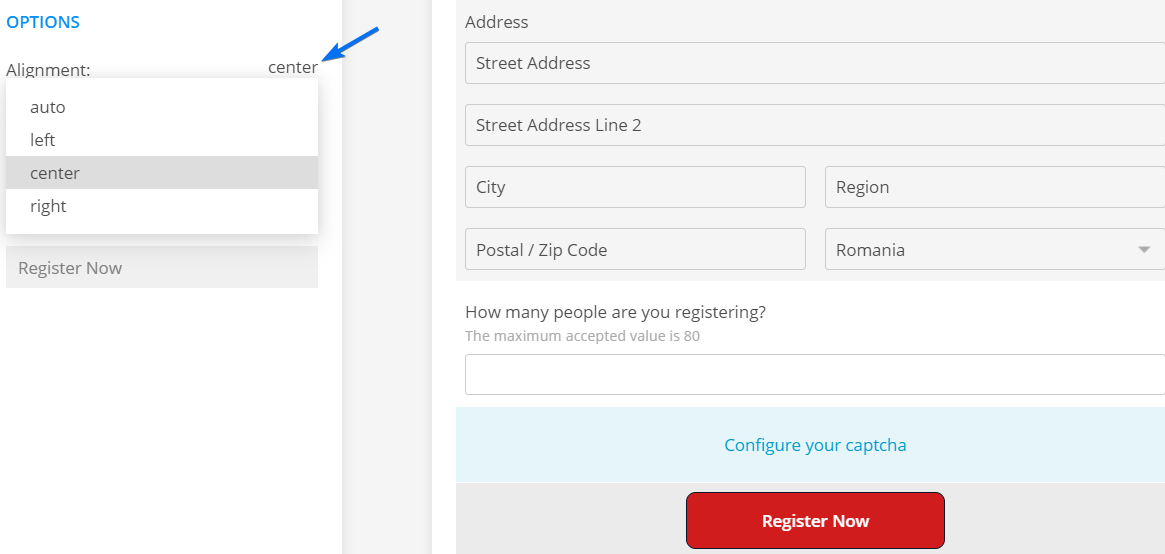 OPTIONS
Alignment:
center
auto
left
center
right
Register Now
Address
Street Address
Street Address Line 2
City
Region
Postal / Zip Code
Romania
How many people are you registering?
The maximum accepted value is 80
Configure your captcha
Register Now